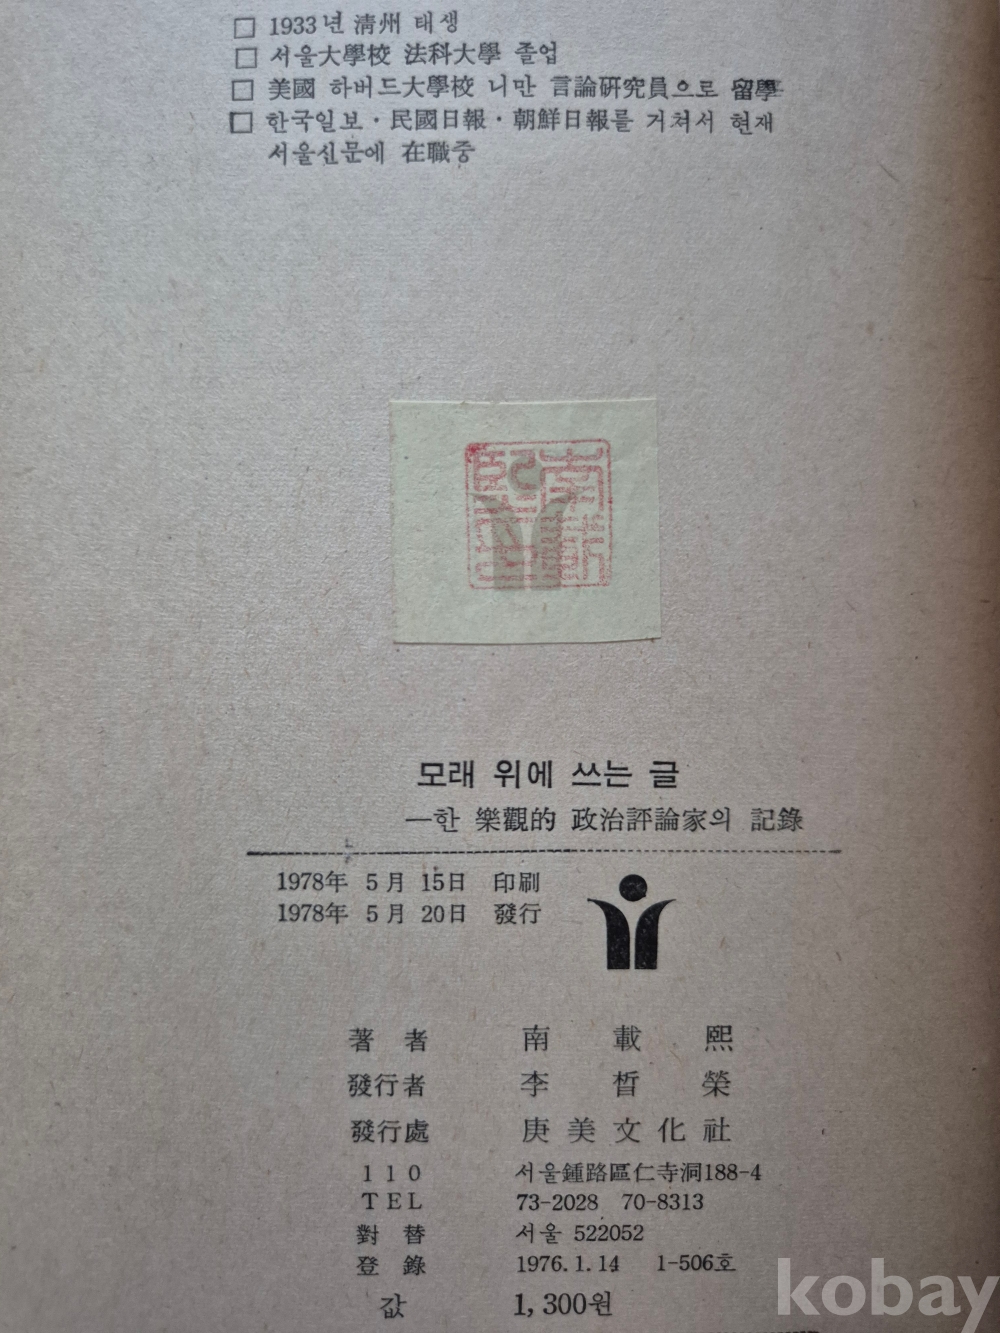 □ 1933년 淸州 태생
□ 서울大學校 法科大學 졸업
□ 美國 하버드大學校 니만 言論硏究員으로 留學
□ 한국일보·民國日報·朝鮮日報를 거쳐서 현재
서울신문에 在職중
모래 위에 쓰는 글
—한 樂觀的 政治評論家의 記錄
1978年 5月 15日 印刷
1978年 5月 20日 發行
著者 南載熙
發行者 李晳榮
發行處 庚美文化社
110 서울鍾路區仁寺洞188-4
TEL 73-2028 70-8313
對替 서울 522052
登錄 1976.1.14 1-506호
값 1,300원
kobay